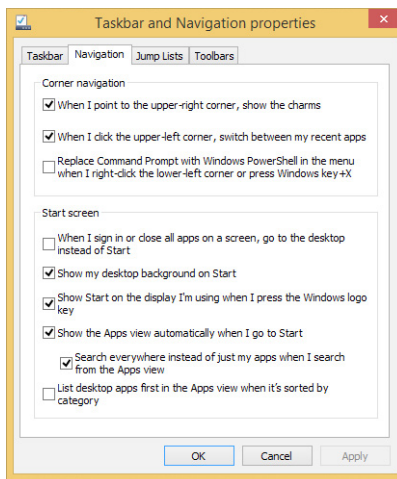 Taskbar and Navigation properties
Taskbar Navigation Jump Lists Toolbars
Corner navigation
When I point to the upper-right corner, show the charms
When I click the upper-left corner, switch between my recent apps
Replace Command Prompt with Windows PowerShell in the menu
when I right-click the lower-left corner or press Windows key+X
Start screen
When I sign in or close all apps on a screen, go to the desktop
instead of Start
Show my desktop background on Start
Show Start on the display I'm using when I press the Windows logo
key
Show the Apps view automatically when I go to Start
Search everywhere instead of just my apps when I search
from the Apps view
List desktop apps first in the Apps view when it's sorted by
category
OK Cancel Apply